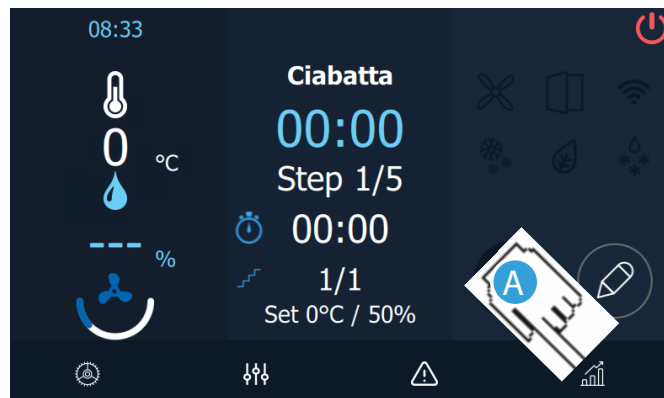 08:33
0 °C
--- %
Ciabatta
00:00
Step 1/5
00:00
1/1
Set 0°C / 50%
A